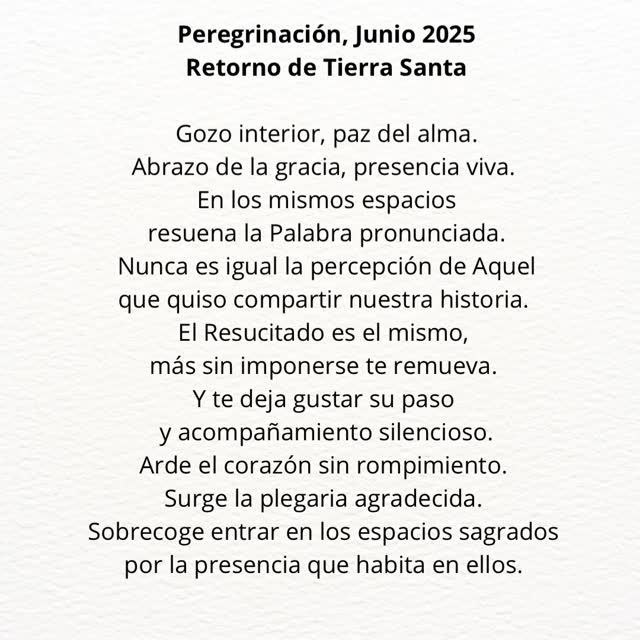 Peregrinación, Junio 2025
Retorno de Tierra Santa
Gozo interior, paz del alma.
Abrazo de la gracia, presencia viva.
En los mismos espacios
resuena la Palabra pronunciada.
Nunca es igual la percepción de Aquel
que quiso compartir nuestra historia.
El Resucitado es el mismo,
más sin imponerse te remueva.
Y te deja gustar su paso
y acompañamiento silencioso.
Arde el corazón sin rompimiento.
Surge la plegaria agradecida.
Sobrecoge entrar en los espacios sagrados
por la presencia que habita en ellos.